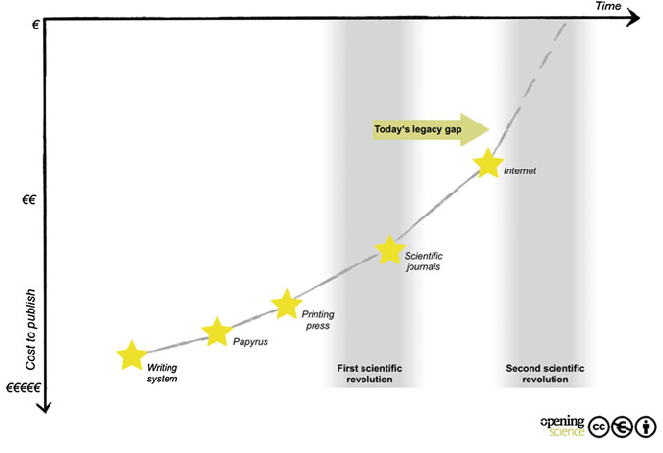 Time
€
Today's legacy gap
Internet
€€
Scientific
journals
Printing
press
Papyrus
Cost to publish
Writing
system
First scientific
revolution
Second scientific
revolution
€€€€€
opening
science
cc